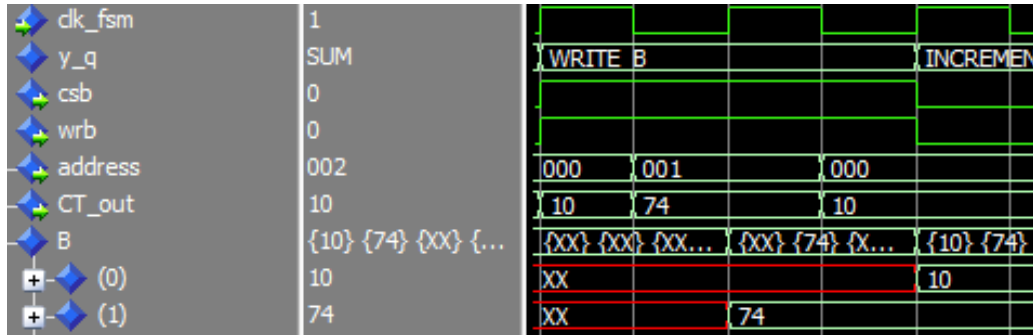 clk_fsm 1
y_q SUM WRITE B INCREMEN
csb 0
wrb 0
address 002 000 001 000
CT_out 10 10 74 10
B {10} {74} {XX} {... {XX} {XX} {XX... {XX} {74} {X... {10} {74}
(0) 10 XX 10
(1) 74 XX 74